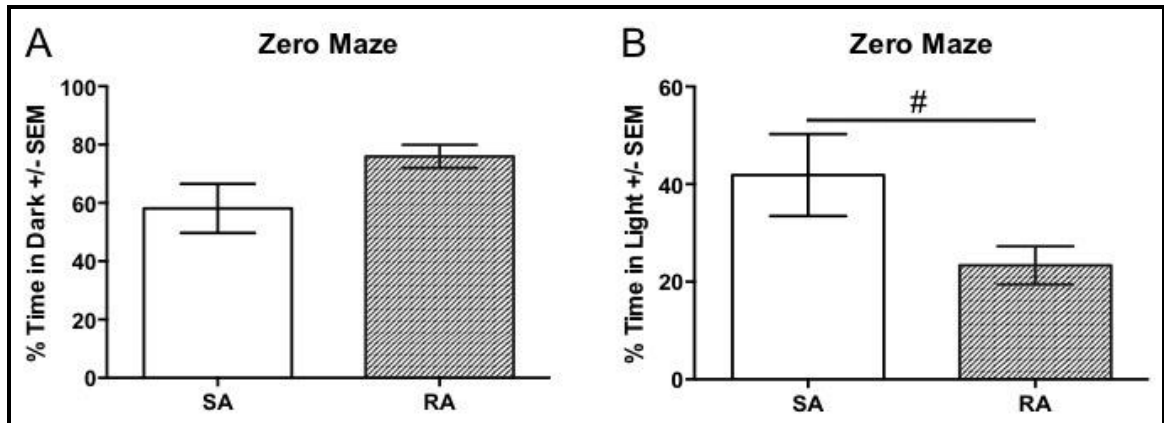 A
Zero Maze
% Time in Dark +/- SEM
100
80
60
40
20
0
SA
RA
B
Zero Maze
% Time in Light +/- SEM
60
40
20
0
#
SA
RA